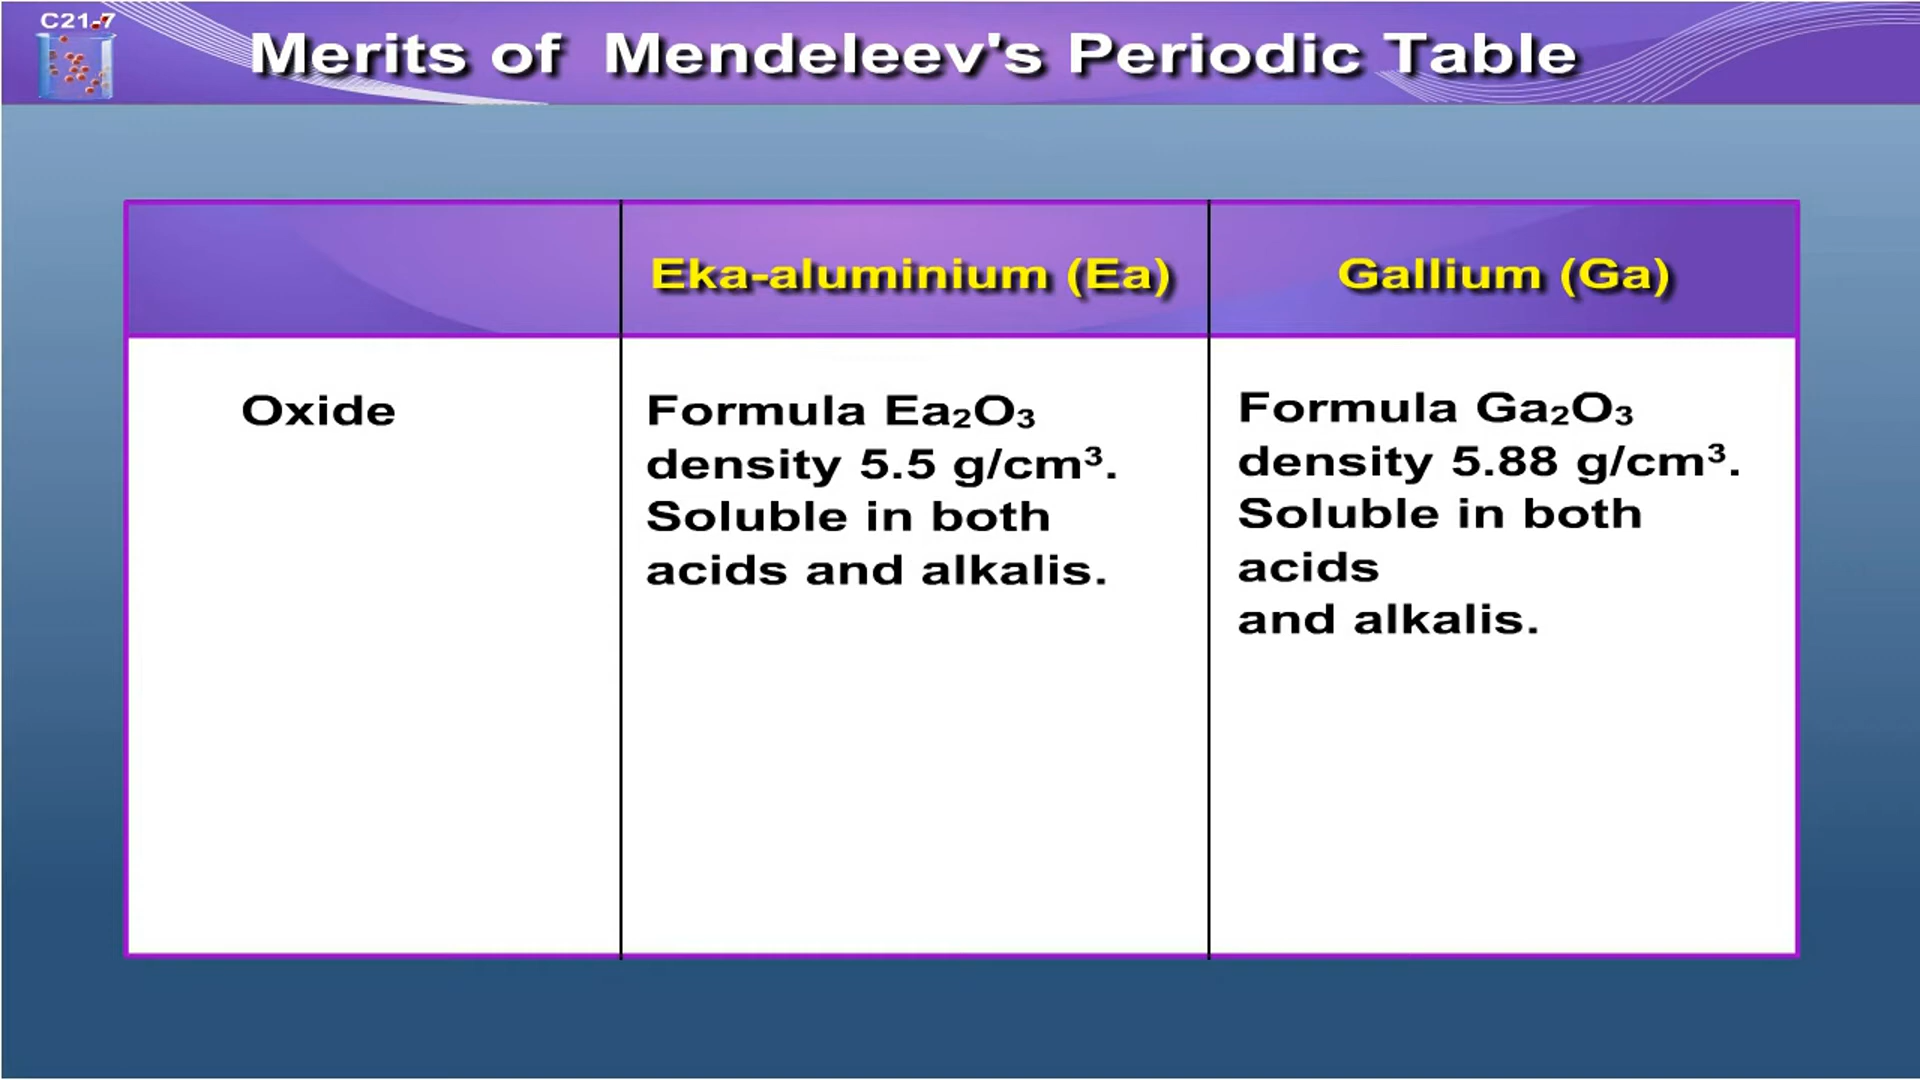 C21-7
Merits of Mendeleev's Periodic Table
Eka-aluminium (Ea)
Gallium (Ga)
Oxide
Formula Ea₂O₃
density 5.5 g/cm³.
Soluble in both
acids and alkalis.
Formula Ga₂O₃
density 5.88 g/cm³.
Soluble in both
acids
and alkalis.